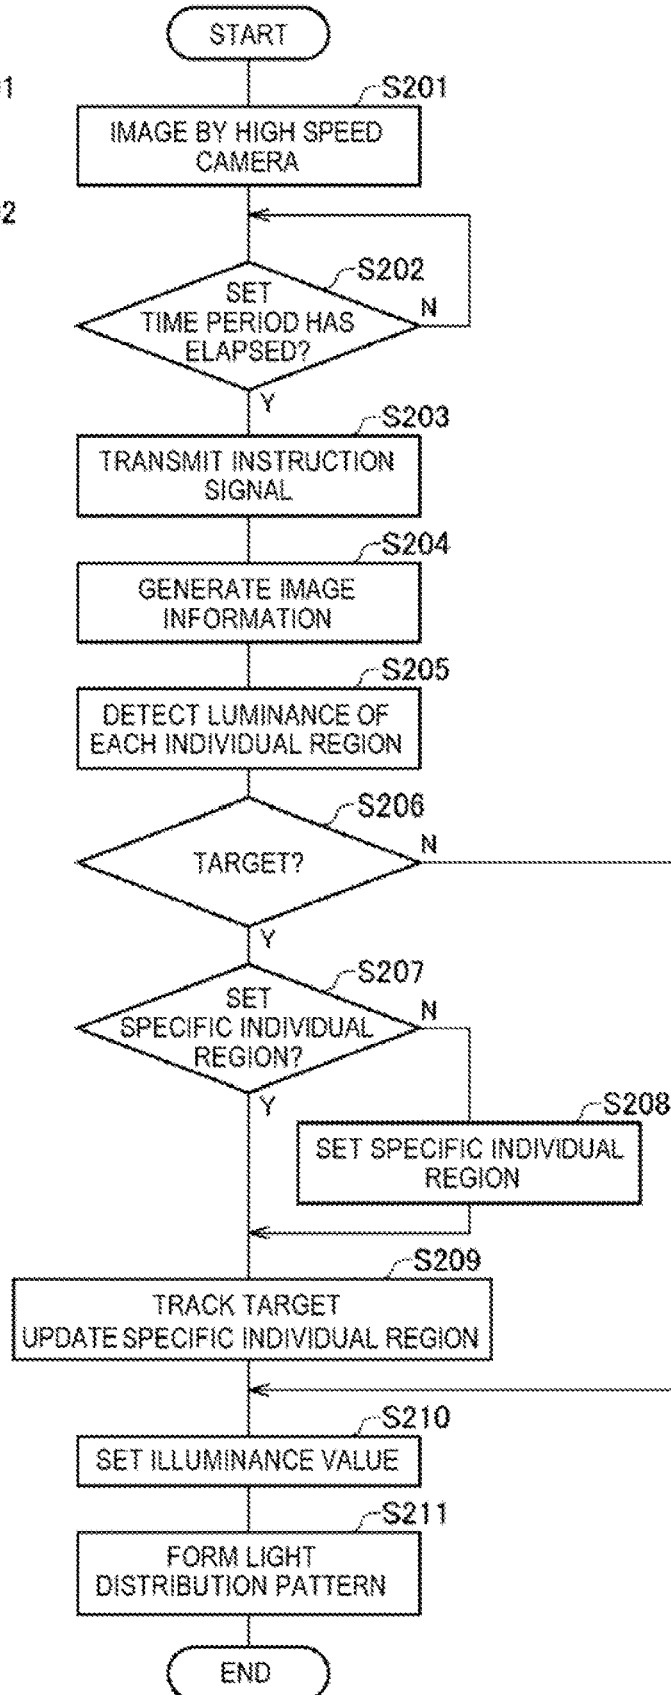 START
S201
IMAGE BY HIGH SPEED
CAMERA
S202
SET
TIME PERIOD HAS
ELAPSED?
N
Y
S203
TRANSMIT INSTRUCTION
SIGNAL
S204
GENERATE IMAGE
INFORMATION
S205
DETECT LUMINANCE OF
EACH INDIVIDUAL REGION
S206
TARGET?
N
Y
S207
SET
SPECIFIC INDIVIDUAL
REGION?
N
Y
S208
SET SPECIFIC INDIVIDUAL
REGION
S209
TRACK TARGET
UPDATE SPECIFIC INDIVIDUAL REGION
S210
SET ILLUMINANCE VALUE
S211
FORM LIGHT
DISTRIBUTION PATTERN
END